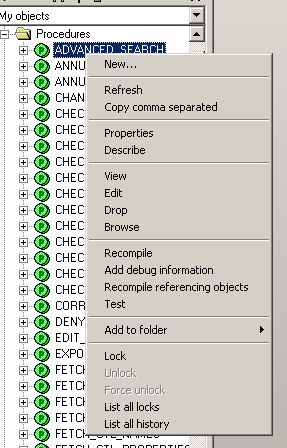 My objects
Procedures
ADVANCED_SEARCH
ANNU
ANNU
CHAN
CHEC
CHEC
CHEC
CHEC
CHEC
CHEC
CHEC
CHEC
CHEC
CHEC
CHEC
CHEC
CORR
DENY
EDIT_
EXPO
FETCH
FETCH
FETCH
FETCH
New...
Refresh
Copy comma separated
Properties
Describe
View
Edit
Drop
Browse
Recompile
Add debug information
Recompile referencing objects
Test
Add to folder
Lock
Unlock
Force unlock
List all locks
List all history